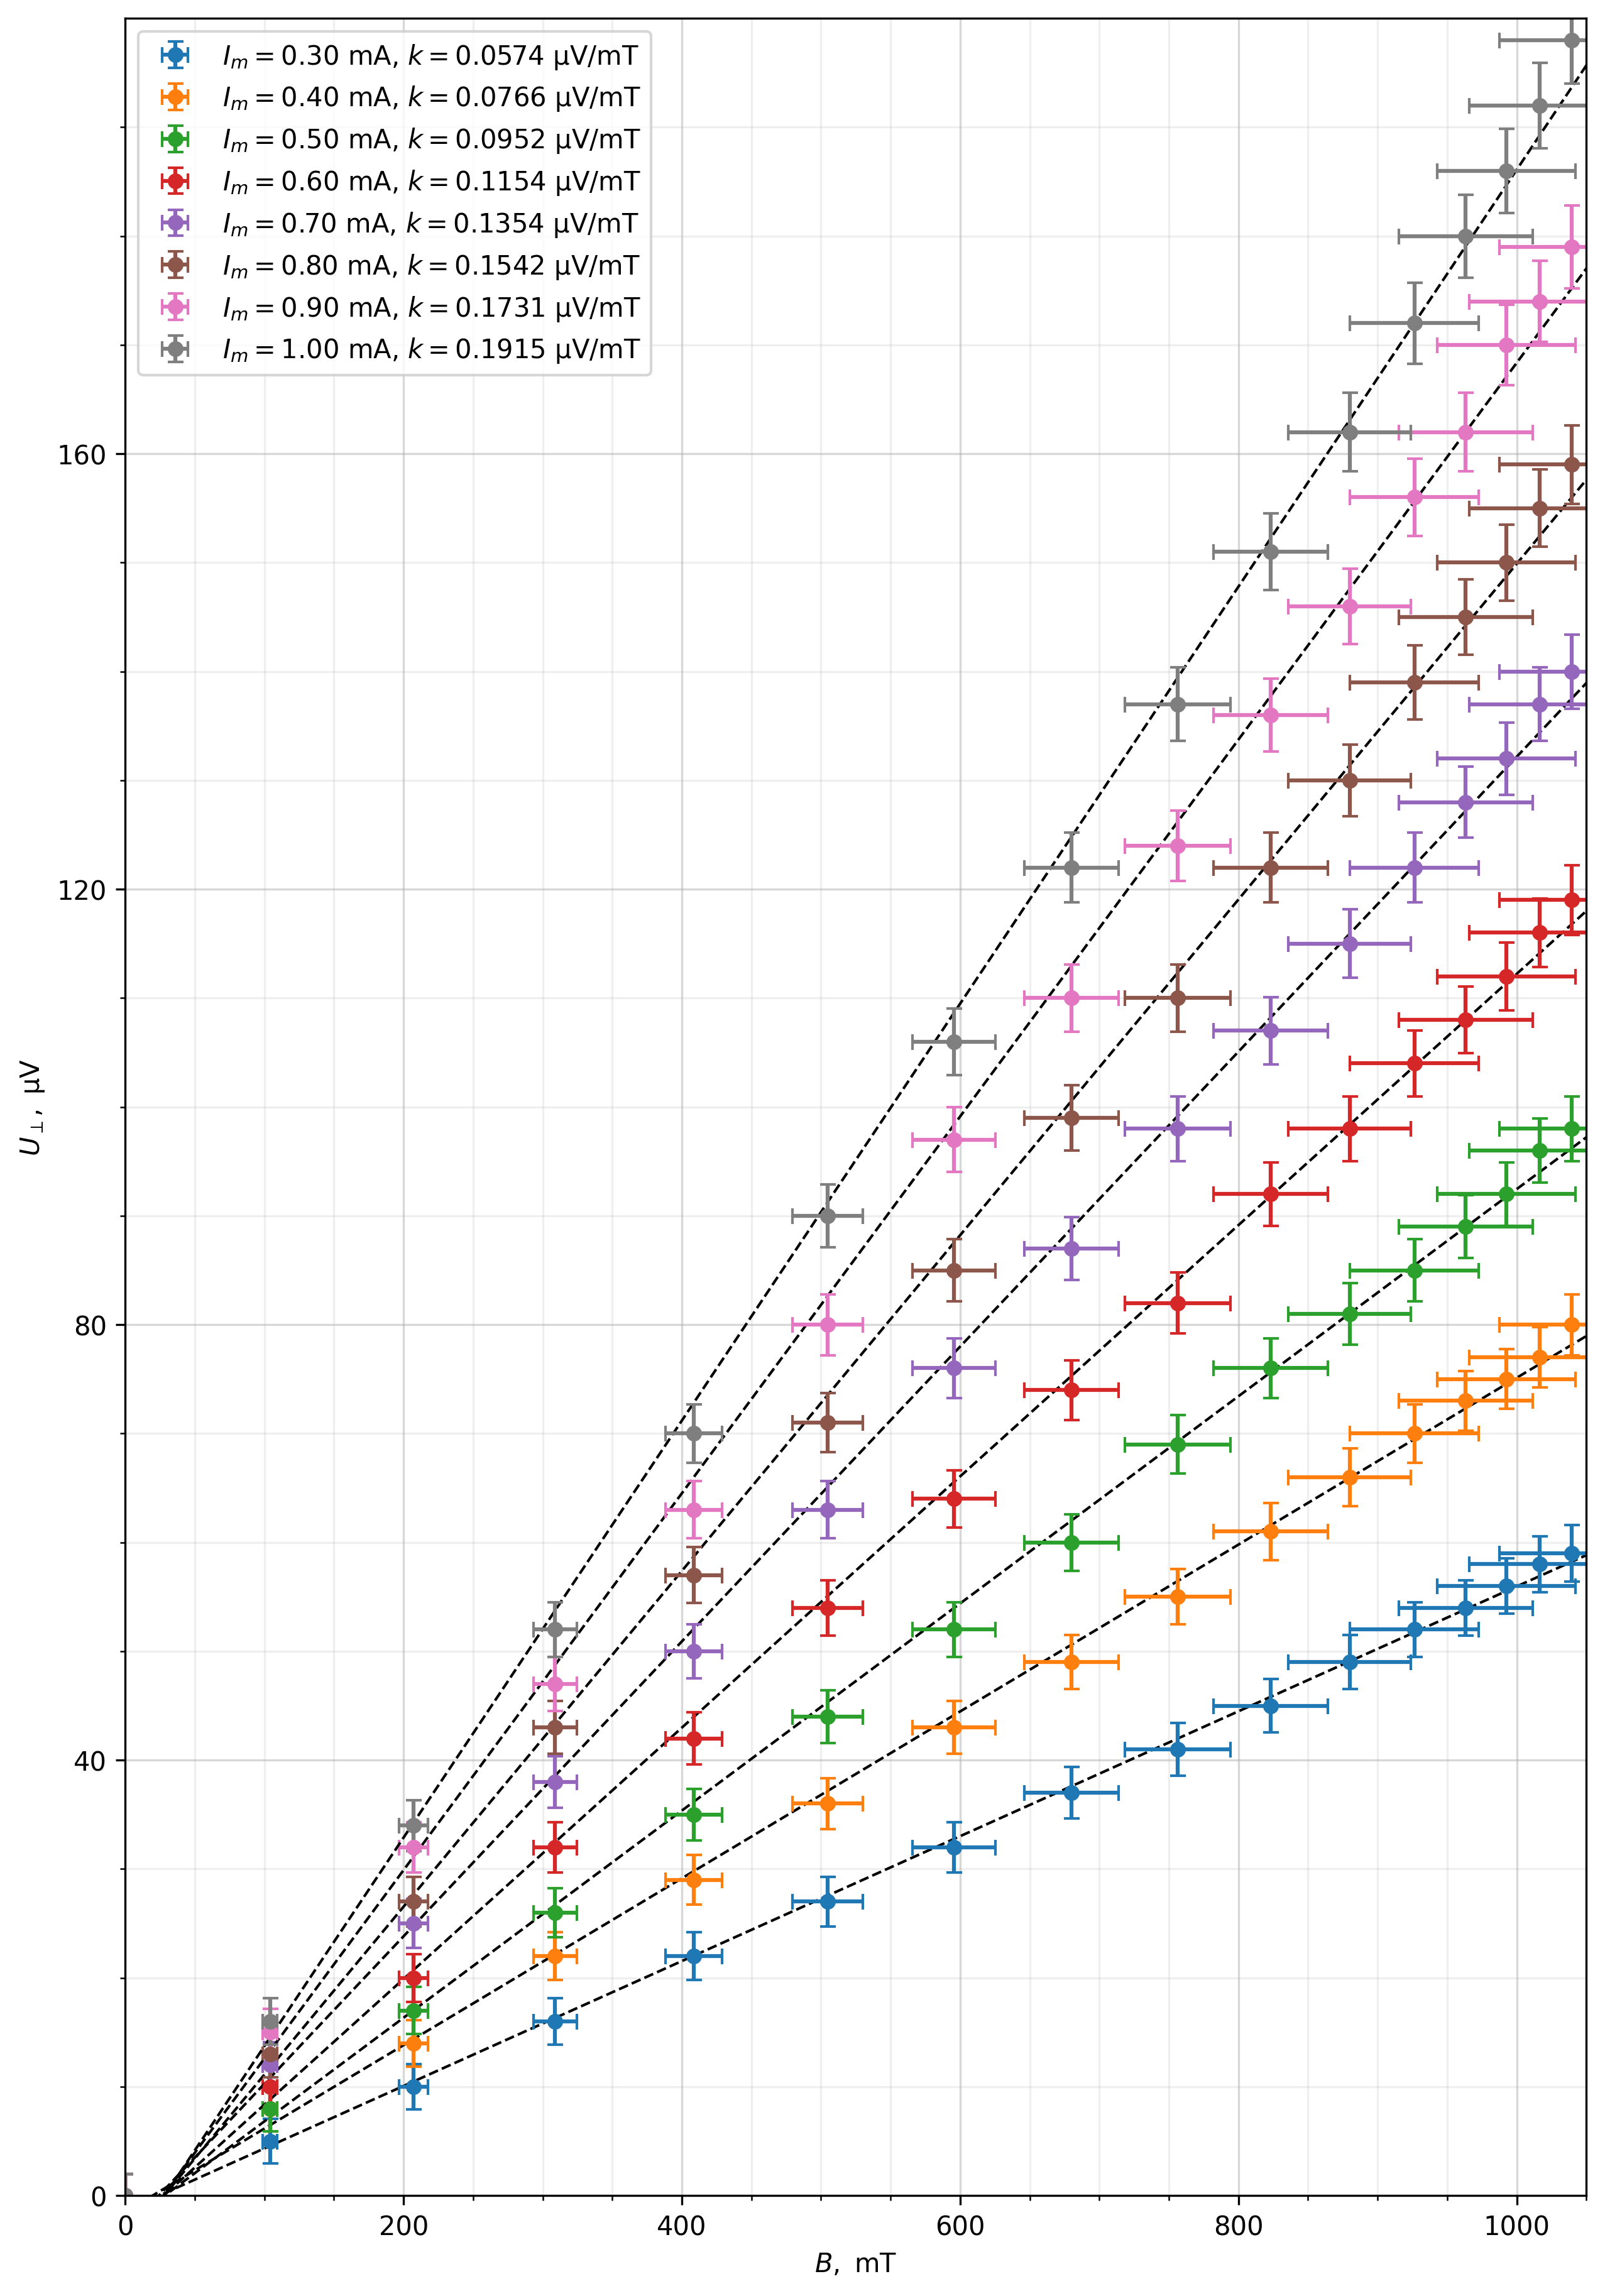 I_m = 0.30 mA, k = 0.0574 µV/mT
I_m = 0.40 mA, k = 0.0766 µV/mT
I_m = 0.50 mA, k = 0.0952 µV/mT
I_m = 0.60 mA, k = 0.1154 µV/mT
I_m = 0.70 mA, k = 0.1354 µV/mT
I_m = 0.80 mA, k = 0.1542 µV/mT
I_m = 0.90 mA, k = 0.1731 µV/mT
I_m = 1.00 mA, k = 0.1915 µV/mT
160
120
80
40
0
U_⊥, µV
0 200 400 600 800 1000
B, mT